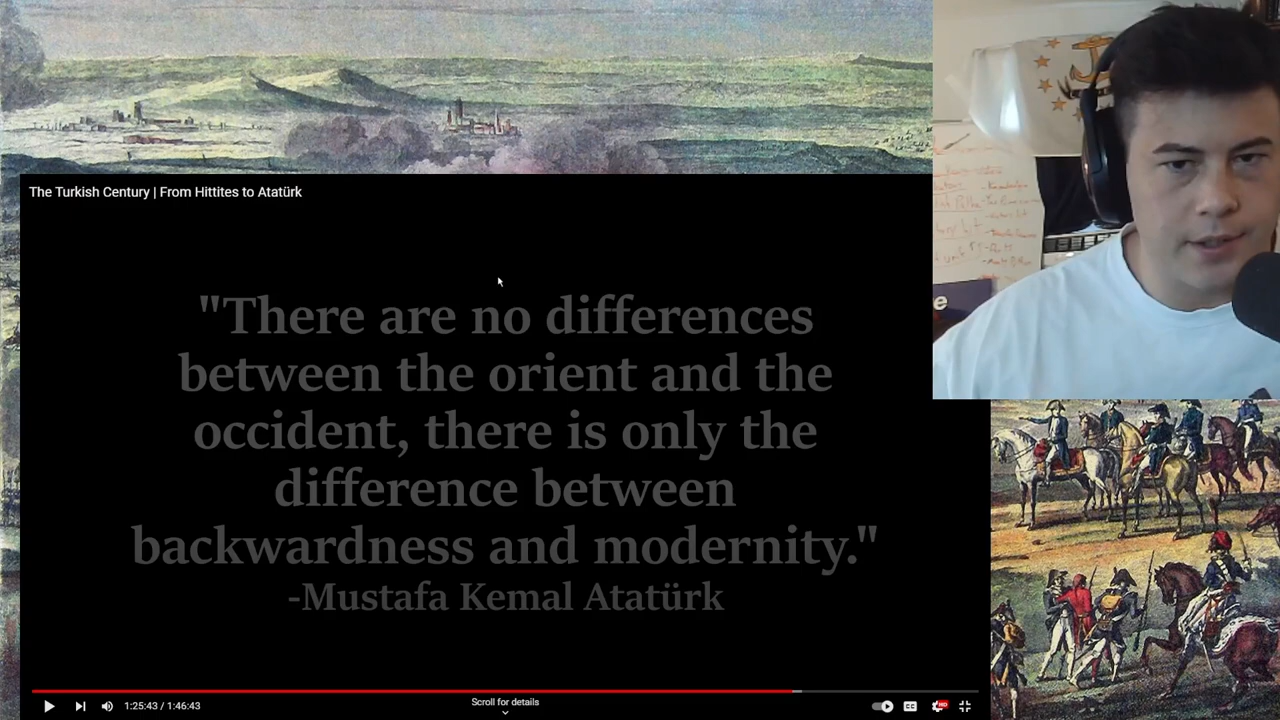 The Turkish Century | From Hittites to Atatürk
"There are no differences
between the orient and the
occident, there is only the
difference between
backwardness and modernity."
-Mustafa Kemal Atatürk
1:25:43 / 1:46:43
Scroll for details
CC
HD
e